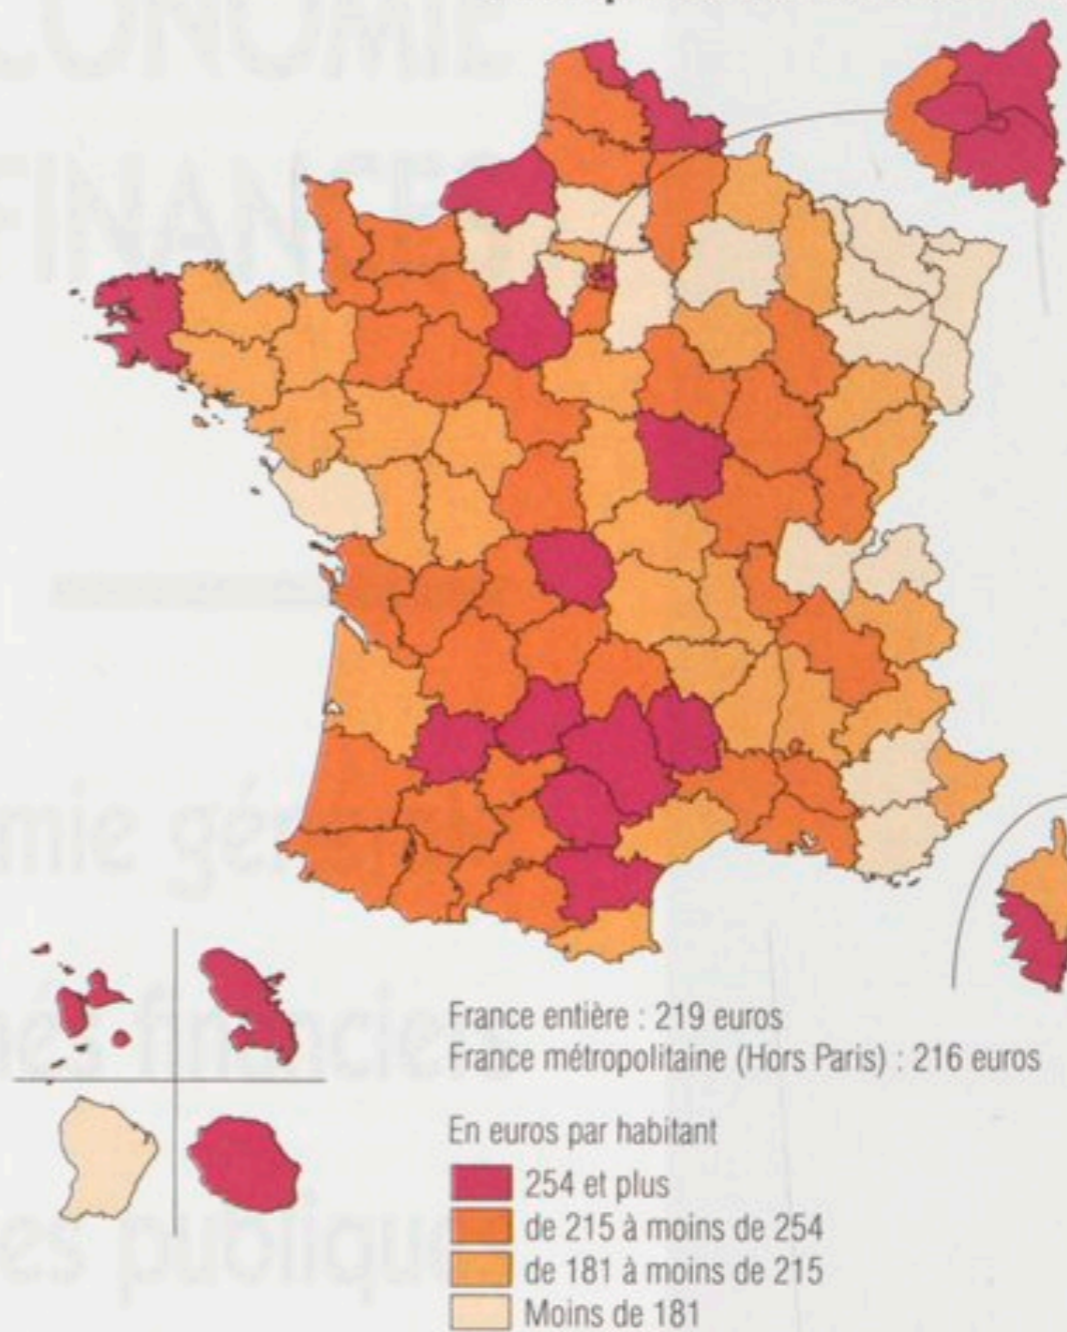 France entière : 219 euros
France métropolitaine (Hors Paris) : 216 euros
En euros par habitant
254 et plus
de 215 à moins de 254
de 181 à moins de 215
Moins de 181